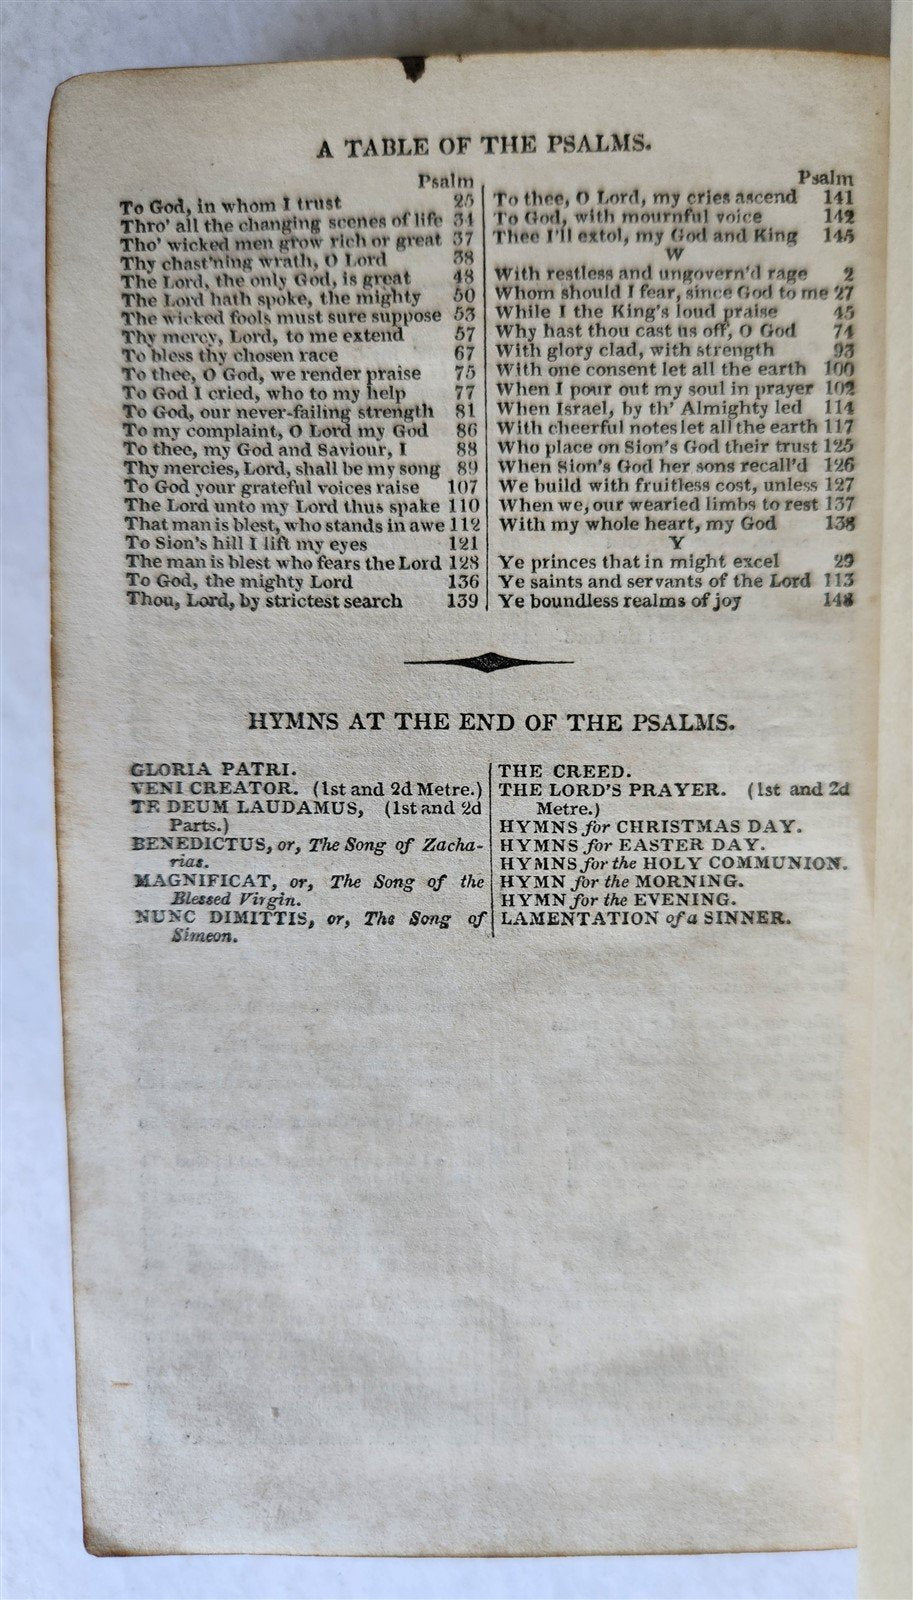 A TABLE OF THE PSALMS.
Psalm
To God, in whom I trust 25
Thro' all the changing scenes of life 34
Tho' wicked men grow rich or great 37
Thy chast'ning wrath, O Lord 38
The Lord, the only God, is great 48
The Lord hath spoke, the mighty 50
The wicked fools must sure suppose 53
Thy mercy, Lord, to me extend 57
To bless thy chosen race 67
To thee, O God, we render praise 75
To God I cried, who to my help 77
To God, our never-failing strength 81
To my complaint, O Lord my God 86
To thee, my God and Saviour, I 88
Thy mercies, Lord, shall be my song 89
To God your grateful voices raise 107
The Lord unto my Lord thus spake 110
That man is blest, who stands in awe 112
To Sion's hill I lift my eyes 121
The man is blest who fears the Lord 128
To God, the mighty Lord 136
Thou, Lord, by strictest search 139
Psalm
To thee, O Lord, my cries ascend 141
To God, with mournful voice 142
Thee I'll extol, my God and King 145
W
With restless and ungovern'd rage 2
Whom should I fear, since God to me 27
While I the King's loud praise 45
Why hast thou cast us off, O God 74
With glory clad, with strength 93
With one consent let all the earth 100
When I pour out my soul in prayer 102
When Israel, by th' Almighty led 114
With cheerful notes let all the earth 117
Who place on Sion's God their trust 125
When Sion's God her sons recall'd 126
We build with fruitless cost, unless 127
When we, our wearied limbs to rest 137
With my whole heart, my God 138
Y
Ye princes that in might excel 29
Ye saints and servants of the Lord 113
Ye boundless realms of joy 148
HYMNS AT THE END OF THE PSALMS.
GLORIA PATRI.
VENI CREATOR. (1st and 2d Metre.)
TE DEUM LAUDAMUS, (1st and 2d
Parts.)
BENEDICTUS, or, The Song of Zacha-
rias.
MAGNIFICAT, or, The Song of the
Blessed Virgin.
NUNC DIMITTIS, or, The Song of
Simeon.
THE CREED.
THE LORD'S PRAYER. (1st and 2d
Metre.)
HYMNS for CHRISTMAS DAY.
HYMNS for EASTER DAY.
HYMNS for the HOLY COMMUNION.
HYMN for the MORNING.
HYMN for the EVENING.
LAMENTATION of a SINNER.